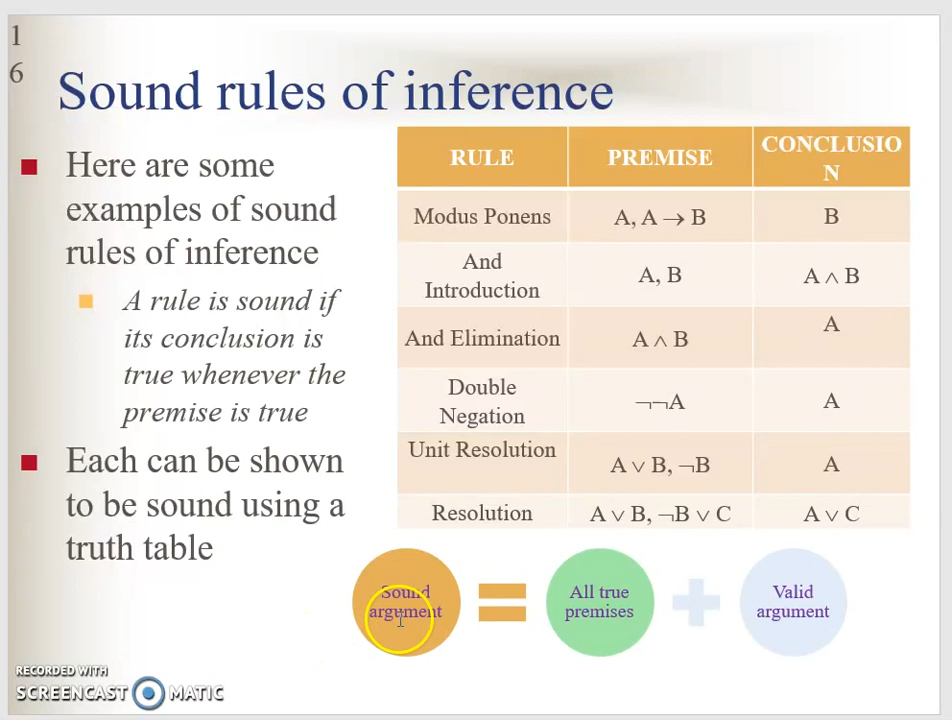 1
6
Sound rules of inference
Here are some
examples of sound
rules of inference
A rule is sound if
its conclusion is
true whenever the
premise is true
Each can be shown
to be sound using a
truth table
RULE PREMISE CONCLUSIO
N
Modus Ponens A, A → B B
And
Introduction A, B A ∧ B
And Elimination A ∧ B A
Double
Negation ¬¬A A
Unit Resolution A ∨ B, ¬B A
Resolution A ∨ B, ¬B ∨ C A ∨ C
Sound
argument
=
All true
premises
+
Valid
argument
RECORDED WITH
SCREENCAST MATIC